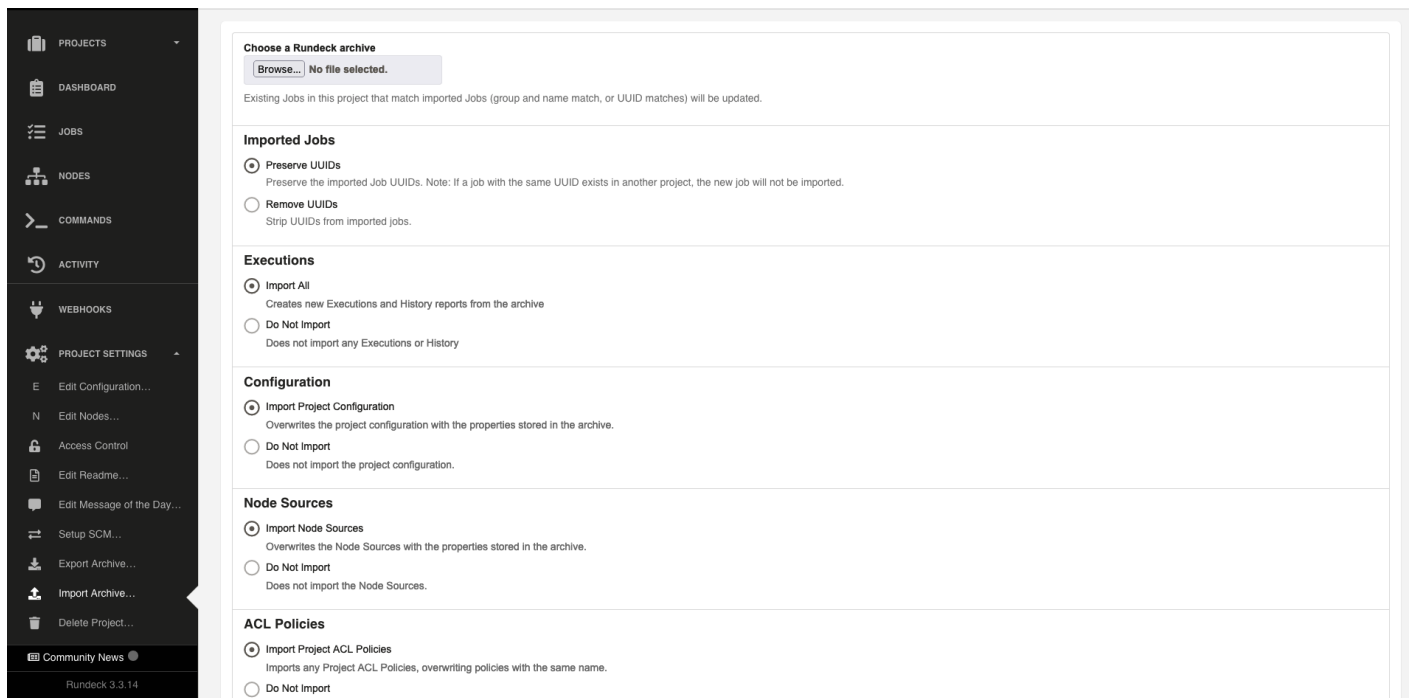 PROJECTS
DASHBOARD
JOBS
NODES
COMMANDS
ACTIVITY
WEBHOOKS
PROJECT SETTINGS
E Edit Configuration...
N Edit Nodes...
Access Control
Edit Readme...
Edit Message of the Day...
Setup SCM...
Export Archive...
Import Archive...
Delete Project...
Community News
Rundeck 3.3.14
Choose a Rundeck archive
Browse... No file selected.
Existing Jobs in this project that match imported Jobs (group and name match, or UUID matches) will be updated.
Imported Jobs
Preserve UUIDs
Preserve the imported Job UUIDs. Note: If a job with the same UUID exists in another project, the new job will not be imported.
Remove UUIDs
Strip UUIDs from imported jobs.
Executions
Import All
Creates new Executions and History reports from the archive
Do Not Import
Does not import any Executions or History
Configuration
Import Project Configuration
Overwrites the project configuration with the properties stored in the archive.
Do Not Import
Does not import the project configuration.
Node Sources
Import Node Sources
Overwrites the Node Sources with the properties stored in the archive.
Do Not Import
Does not import the Node Sources.
ACL Policies
Import Project ACL Policies
Imports any Project ACL Policies, overwriting policies with the same name.
Do Not Import